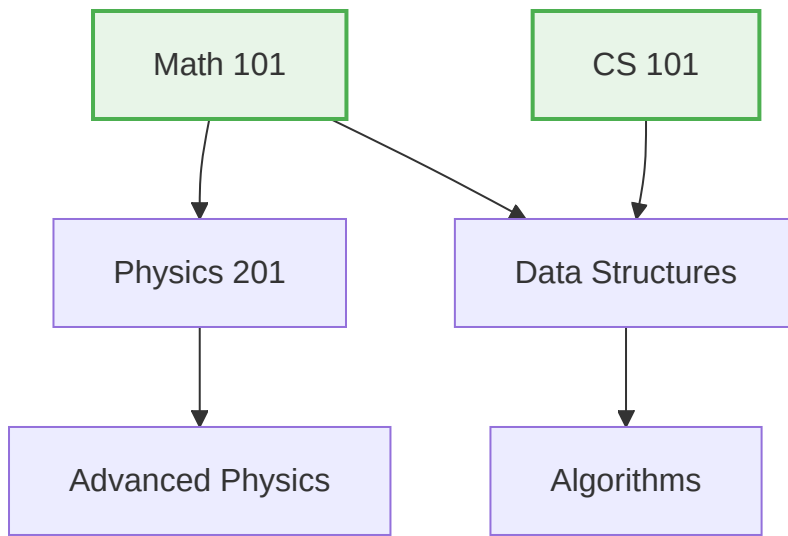 Math 101
CS 101
Physics 201
Data Structures
Advanced Physics
Algorithms